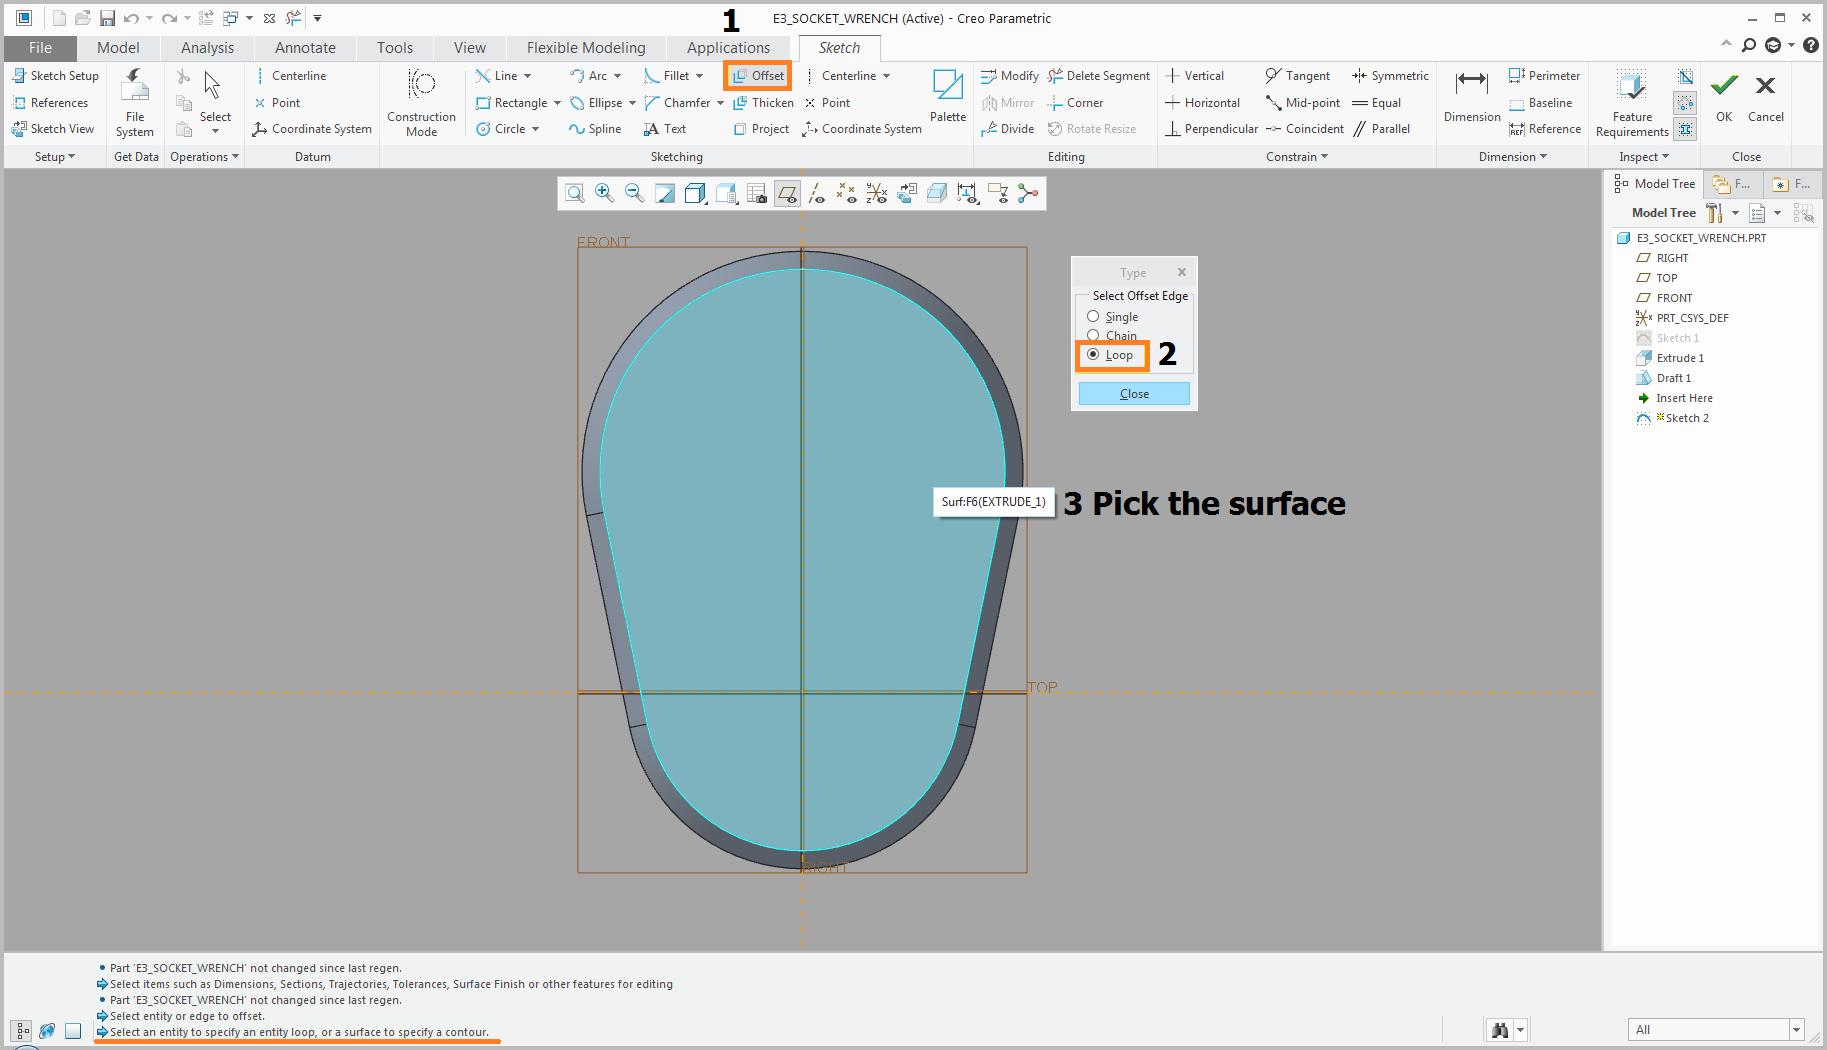 1
E3_SOCKET_WRENCH (Active) - Creo Parametric
File Model Analysis Annotate Tools View Flexible Modeling Applications Sketch
Sketch Setup
References
Sketch View
Setup
File System
Get Data
Select
Operations
Centerline
Point
Coordinate System
Datum
Construction Mode
Line Arc Fillet Offset Centerline
Rectangle Ellipse Chamfer Thicken Point
Circle Spline Text Project Coordinate System
Palette
Sketching
Modify Delete Segment
Mirror Corner
Divide Rotate Resize
Editing
Vertical Tangent Symmetric
Horizontal Mid-point Equal
Perpendicular Coincident Parallel
Constrain
Dimension
Perimeter
Baseline
REF Reference
Dimension
Feature Requirements
Inspect
OK Cancel
Close
Model Tree F... F...
Model Tree
E3_SOCKET_WRENCH.PRT
RIGHT
TOP
FRONT
PRT_CSYS_DEF
Sketch 1
Extrude 1
Draft 1
Insert Here
Sketch 2
FRONT
TOP
RIGHT
Type
Select Offset Edge
Single
Chain
Loop
2
Close
Surf:F6(EXTRUDE_1)
3 Pick the surface
Part 'E3_SOCKET_WRENCH' not changed since last regen.
Select items such as Dimensions, Sections, Trajectories, Tolerances, Surface Finish or other features for editing
Part 'E3_SOCKET_WRENCH' not changed since last regen.
Select entity or edge to offset.
Select an entity to specify an entity loop, or a surface to specify a contour.
All